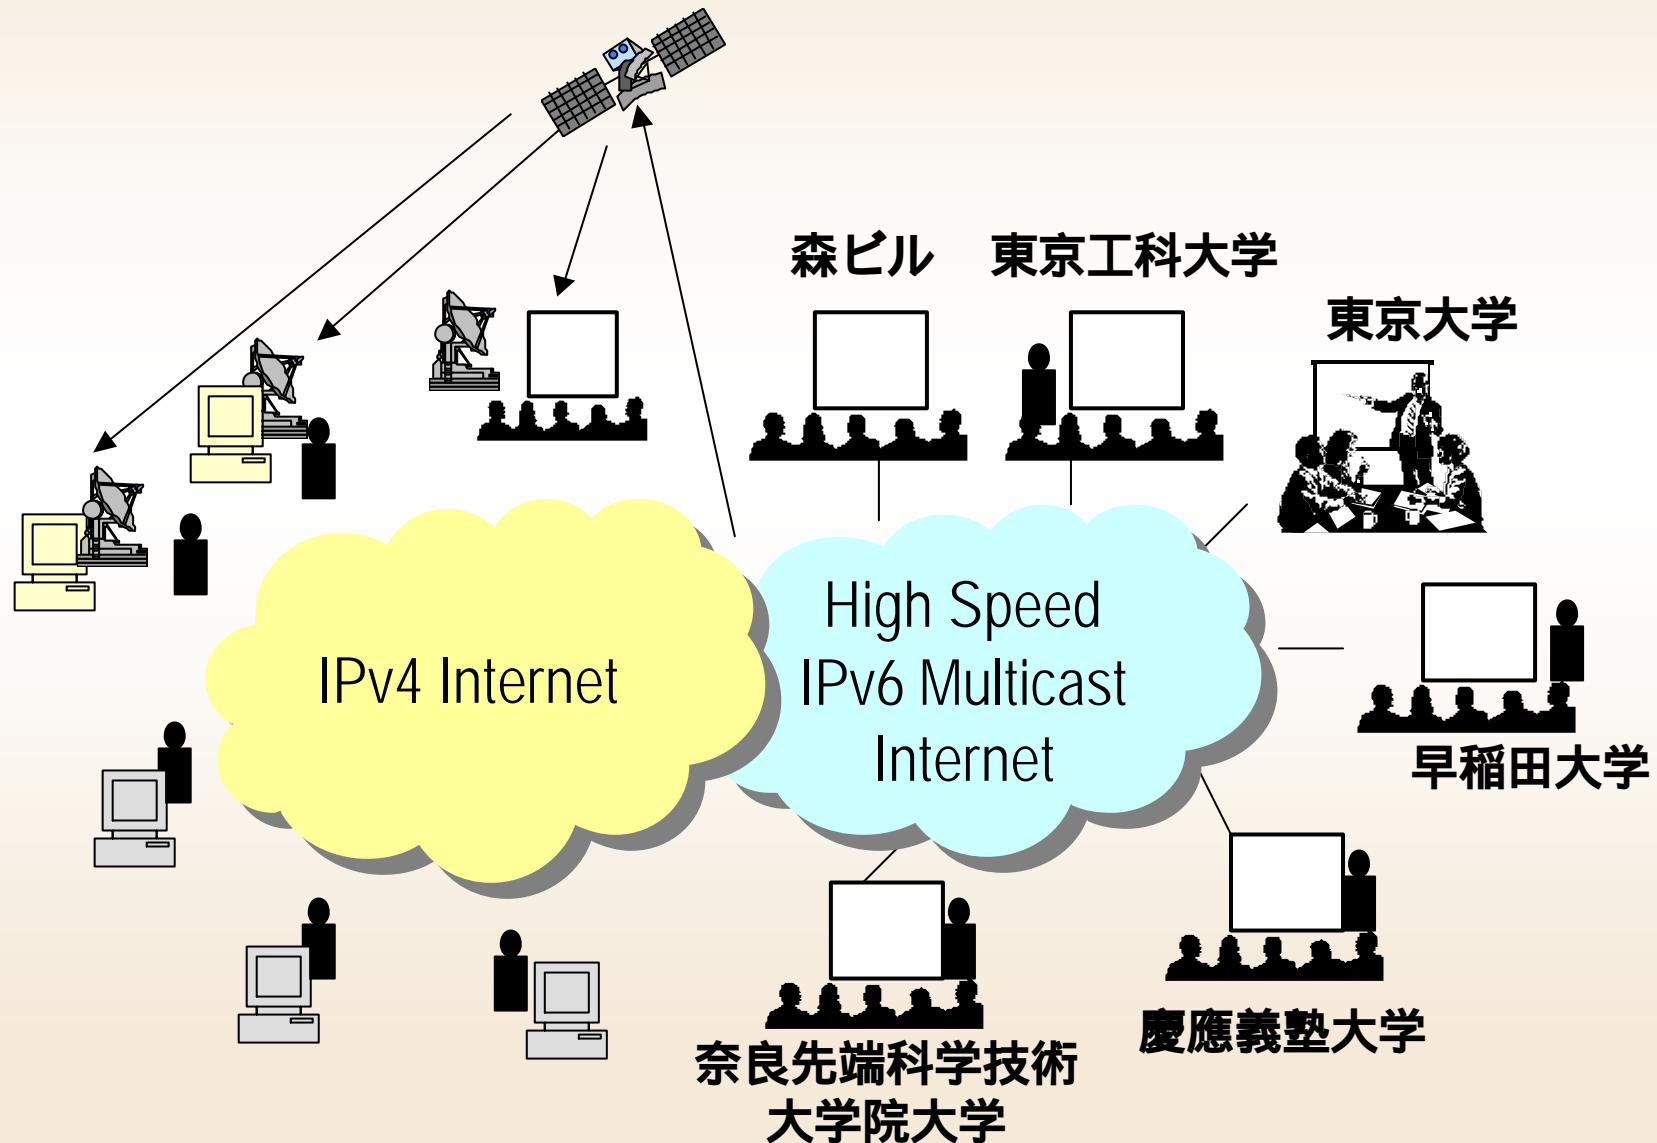 森ビル
東京工科大学
東京大学
High Speed
IPv6 Multicast
Internet
IPv4 Internet
早稲田大学
慶應義塾大学
奈良先端科学技術
大学院大学